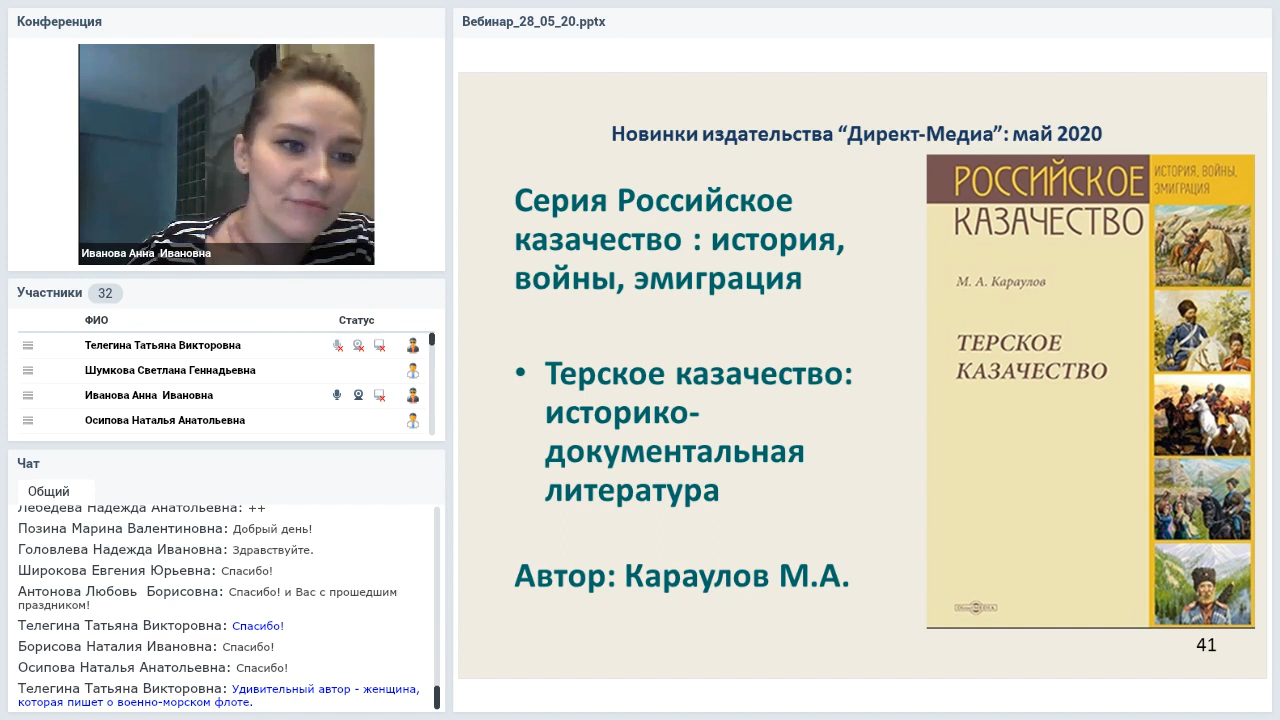 Конференция
Иванова Анна  Ивановна
Участники 32
ФИО Статус
Телегина Татьяна Викторовна
Шумкова Светлана Геннадьевна
Иванова Анна  Ивановна
Осипова Наталья Анатольевна
Чат
Общий
Лебедева Надежда Анатольевна: ++
Позина Марина Валентиновна: Добрый день!
Головлева Надежда Ивановна: Здравствуйте.
Широкова Евгения Юрьевна: Спасибо!
Антонова Любовь  Борисовна: Спасибо! и Вас с прошедшим
праздником!
Телегина Татьяна Викторовна: Спасибо!
Борисова Наталия Ивановна: Спасибо!
Осипова Наталья Анатольевна: Спасибо!
Телегина Татьяна Викторовна: Удивительный автор - женщина,
которая пишет о военно-морском флоте.
Вебинар_28_05_20.pptx
Новинки издательства “Директ-Медиа”: май 2020
Серия Российское
казачество : история,
войны, эмиграция
• Терское казачество:
историко-
документальная
литература
Автор: Караулов М.А.
РОССИЙСКОЕ
КАЗАЧЕСТВО
ИСТОРИЯ, ВОЙНЫ,
ЭМИГРАЦИЯ
М. А. Караулов
ТЕРСКОЕ
КАЗАЧЕСТВО
DirectMEDIA
41